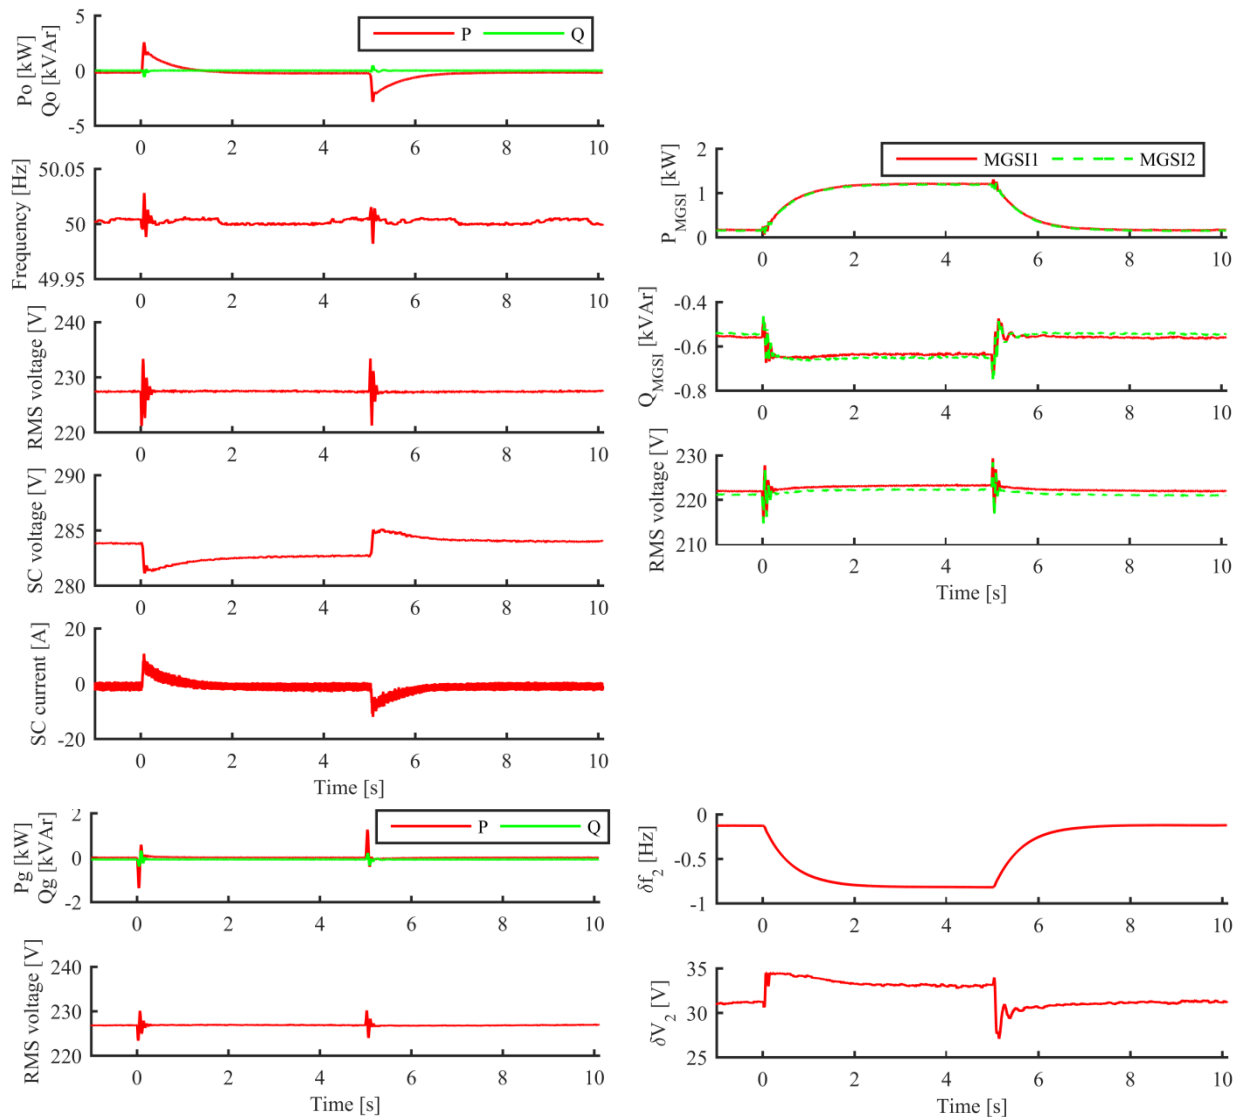 Po [kW]
Qo [kVAr]
5
0
-5
P
Q
0 2 4 6 8 10
Frequency [Hz]
50.05
50
49.95
0 2 4 6 8 10
RMS voltage [V]
240
230
220
0 2 4 6 8 10
SC voltage [V]
290
285
280
0 2 4 6 8 10
SC current [A]
20
0
-20
0 2 4 6 8 10
Time [s]
Pg [kW]
Qg [kVAr]
2
0
-2
P
Q
0 2 4 6 8 10
RMS voltage [V]
240
230
220
0 2 4 6 8 10
Time [s]
P_MGSI [kW]
2
1
0
MGSI1
MGSI2
0 2 4 6 8 10
Q_MGSI [kVAr]
-0.4
-0.6
-0.8
0 2 4 6 8 10
RMS voltage [V]
230
220
210
0 2 4 6 8 10
Time [s]
δf₂ [Hz]
0
-0.5
-1
0 2 4 6 8 10
δV₂ [V]
35
30
25
0 2 4 6 8 10
Time [s]